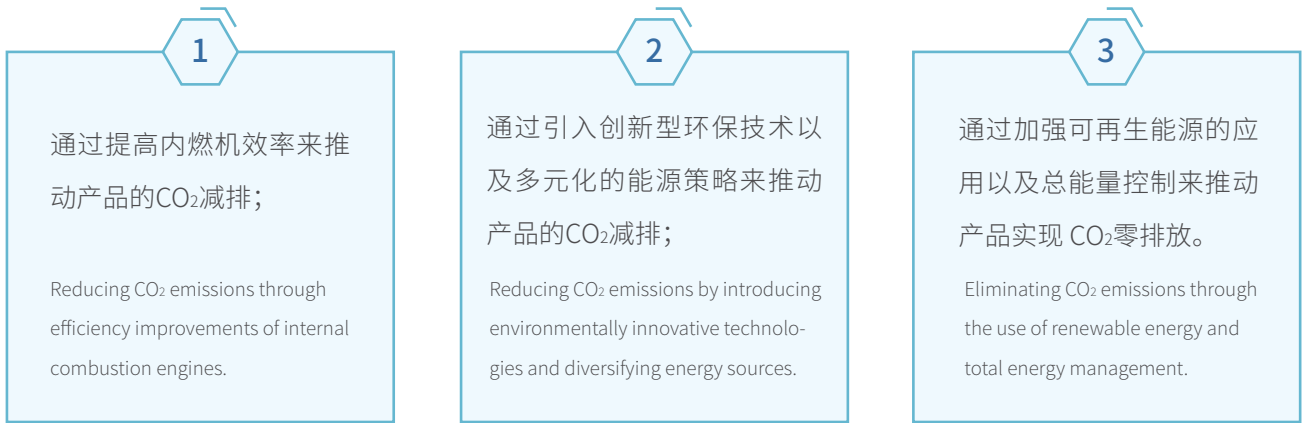 1
通过提高内燃机效率来推
动产品的CO₂减排；
Reducing CO₂ emissions through
efficiency improvements of internal
combustion engines.
2
通过引入创新型环保技术以
及多元化的能源策略来推动
产品的CO₂减排；
Reducing CO₂ emissions by introducing
environmentally innovative technolo-
gies and diversifying energy sources.
3
通过加强可再生能源的应
用以及总能量控制来推动
产品实现 CO₂零排放。
Eliminating CO₂ emissions through
the use of renewable energy and
total energy management.